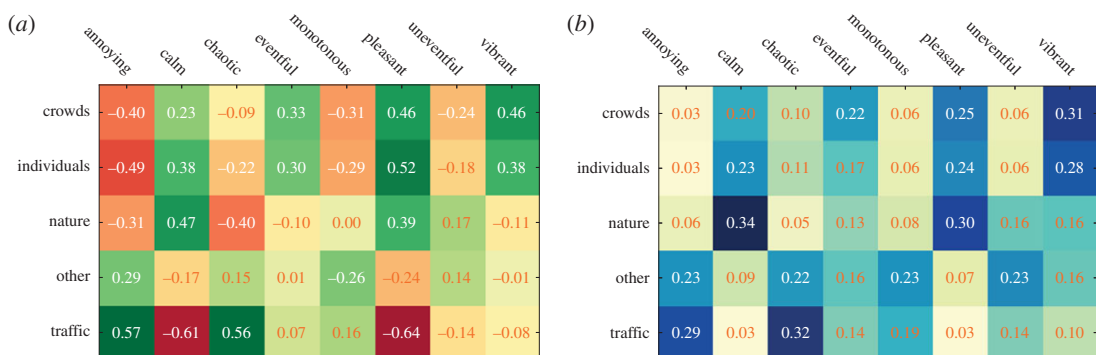 (a) annoying calm chaotic eventful monotonous pleasant uneventful vibrant
crowds −0.40 0.23 −0.09 0.33 −0.31 0.46 −0.24 0.46
individuals −0.49 0.38 −0.22 0.30 −0.29 0.52 −0.18 0.38
nature −0.31 0.47 −0.40 −0.10 0.00 0.39 0.17 −0.11
other 0.29 −0.17 0.15 0.01 −0.26 −0.24 0.14 −0.01
traffic 0.57 −0.61 0.56 0.07 0.16 −0.64 −0.14 −0.08
(b) annoying calm chaotic eventful monotonous pleasant uneventful vibrant
crowds 0.03 0.20 0.10 0.22 0.06 0.25 0.06 0.31
individuals 0.03 0.23 0.11 0.17 0.06 0.24 0.06 0.28
nature 0.06 0.34 0.05 0.13 0.08 0.30 0.16 0.16
other 0.23 0.09 0.22 0.16 0.23 0.07 0.23 0.16
traffic 0.29 0.03 0.32 0.14 0.19 0.03 0.14 0.10